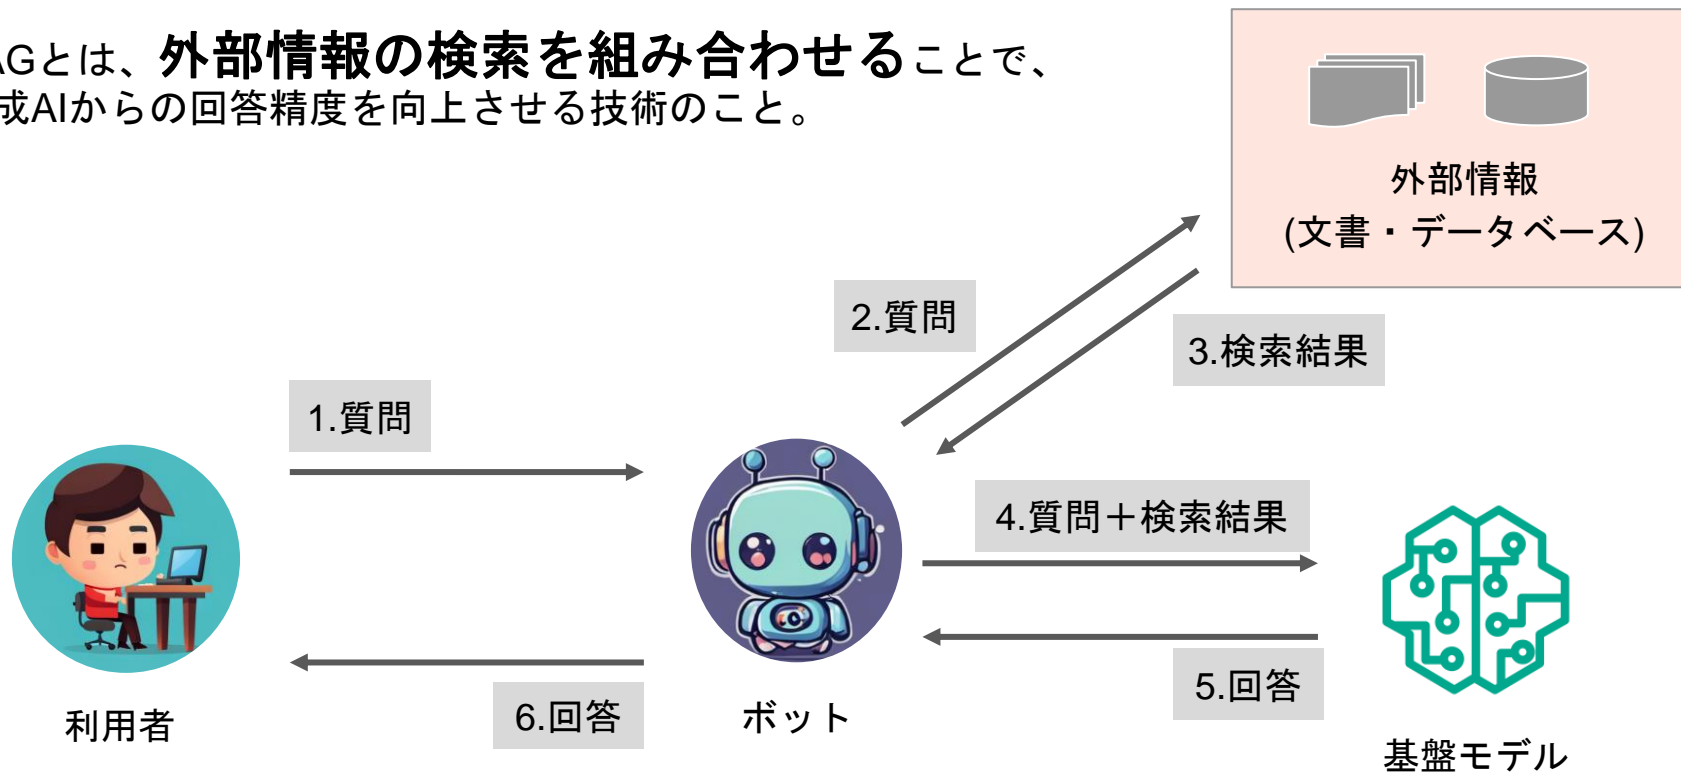 AGとは、外部情報の検索を組み合わせることで、
成AIからの回答精度を向上させる技術のこと。
外部情報
(文書・データベース)
2.質問
3.検索結果
1.質問
4.質問＋検索結果
5.回答
6.回答
利用者
ボット
基盤モデル